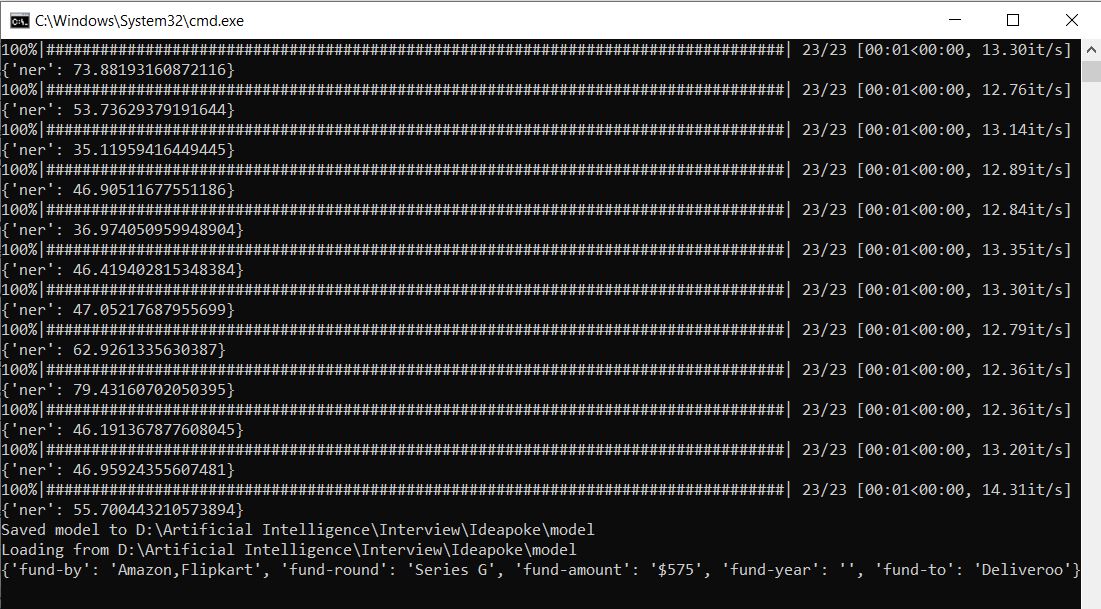 C:\Windows\System32\cmd.exe
100%|##################################################################################| 23/23 [00:01<00:00, 13.30it/s]
{'ner': 73.88193160872116}
100%|##################################################################################| 23/23 [00:01<00:00, 12.76it/s]
{'ner': 53.73629379191644}
100%|##################################################################################| 23/23 [00:01<00:00, 13.14it/s]
{'ner': 35.11959416449445}
100%|##################################################################################| 23/23 [00:01<00:00, 12.89it/s]
{'ner': 46.90511677551186}
100%|##################################################################################| 23/23 [00:01<00:00, 12.84it/s]
{'ner': 36.974050959948904}
100%|##################################################################################| 23/23 [00:01<00:00, 13.35it/s]
{'ner': 46.419402815348384}
100%|##################################################################################| 23/23 [00:01<00:00, 13.30it/s]
{'ner': 47.05217687955699}
100%|##################################################################################| 23/23 [00:01<00:00, 12.79it/s]
{'ner': 62.9261335630387}
100%|##################################################################################| 23/23 [00:01<00:00, 12.36it/s]
{'ner': 79.43160702050395}
100%|##################################################################################| 23/23 [00:01<00:00, 12.36it/s]
{'ner': 46.191367877608045}
100%|##################################################################################| 23/23 [00:01<00:00, 13.20it/s]
{'ner': 46.95924355607481}
100%|##################################################################################| 23/23 [00:01<00:00, 14.31it/s]
{'ner': 55.700443210573894}
Saved model to D:\Artificial Intelligence\Interview\Ideapoke\model
Loading from D:\Artificial Intelligence\Interview\Ideapoke\model
{'fund-by': 'Amazon,Flipkart', 'fund-round': 'Series G', 'fund-amount': '$575', 'fund-year': '', 'fund-to': 'Deliveroo'}